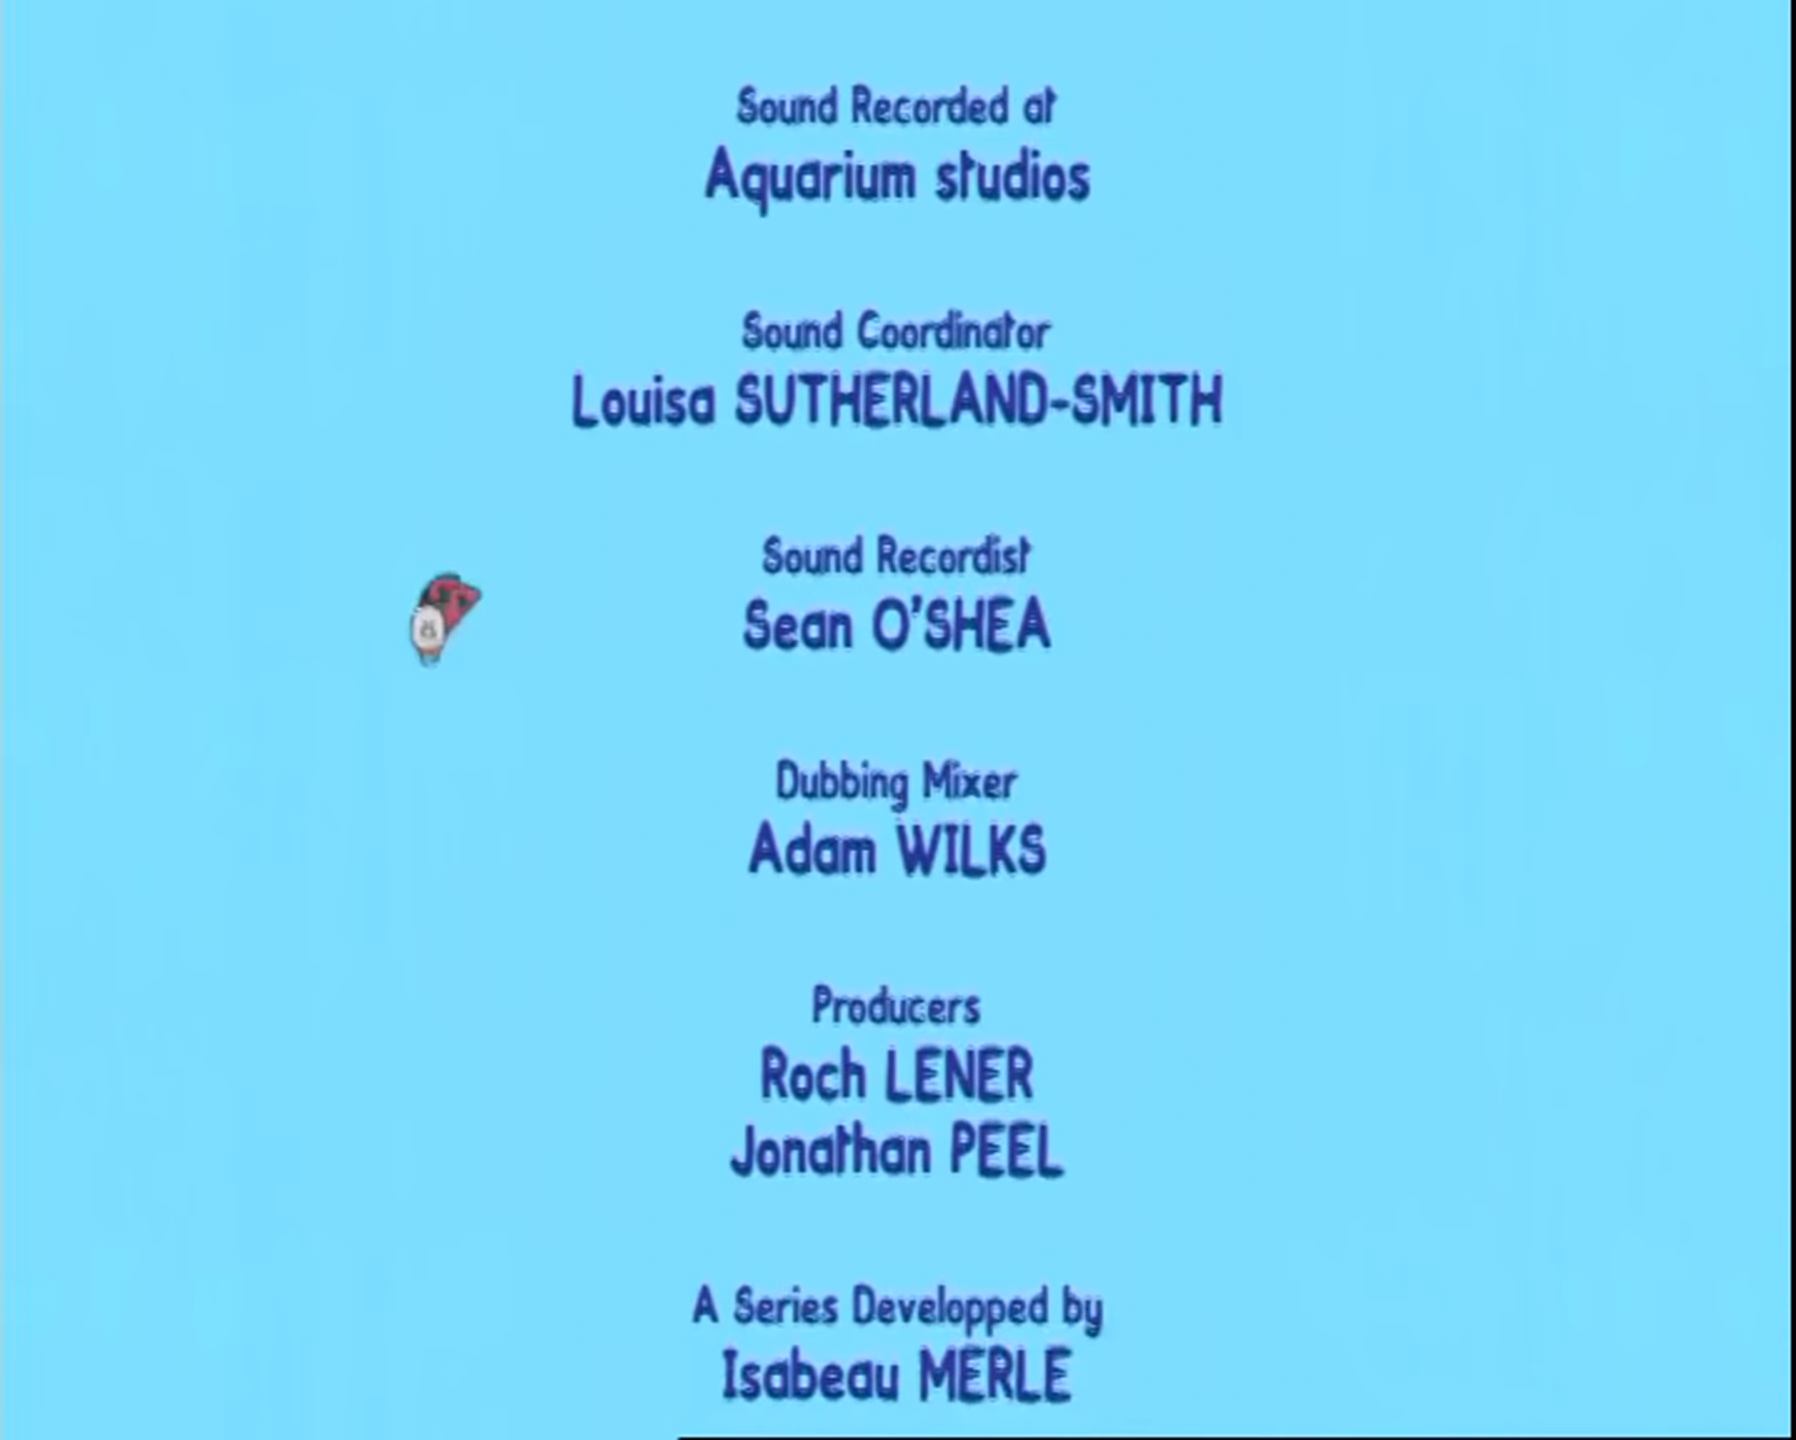 Sound Recorded at
Aquarium studios
Sound Coordinator
Louisa SUTHERLAND-SMITH
Sound Recordist
Sean O'SHEA
Dubbing Mixer
Adam WILKS
Producers
Roch LENER
Jonathan PEEL
A Series Developped by
Isabeau MERLE